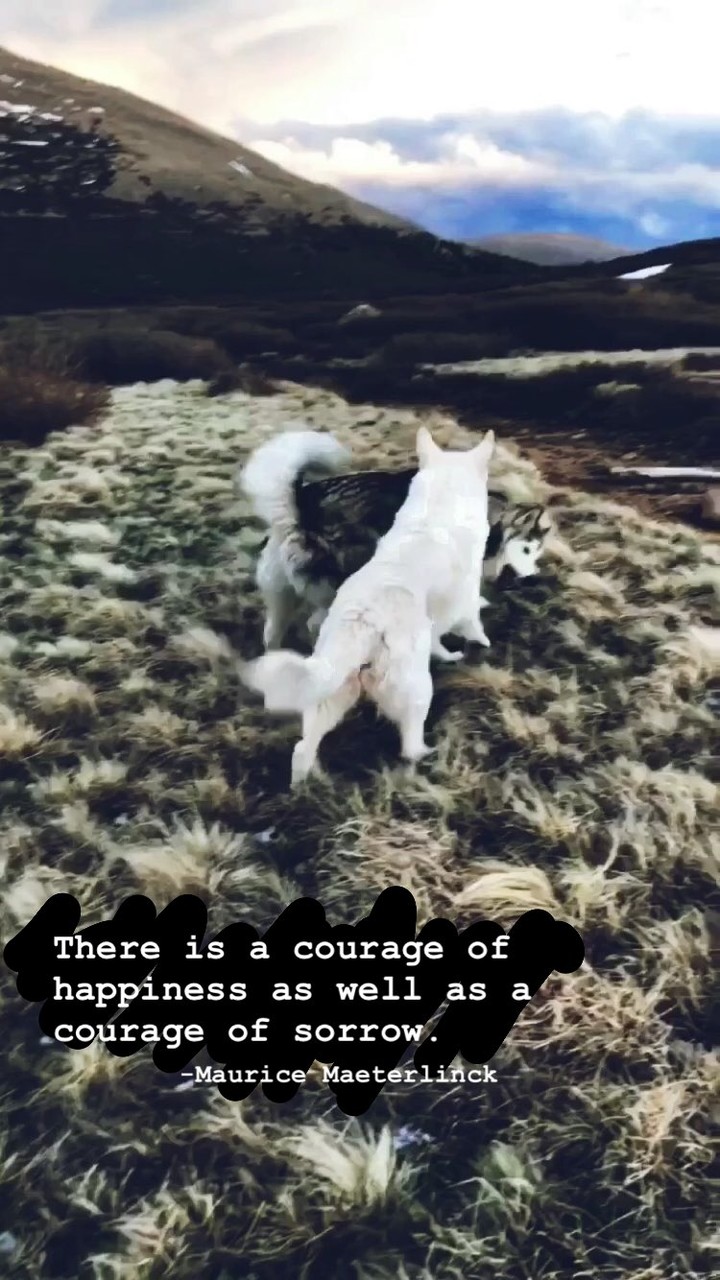 There is a courage of
happiness as well as a
courage of sorrow.
-Maurice Maeterlinck